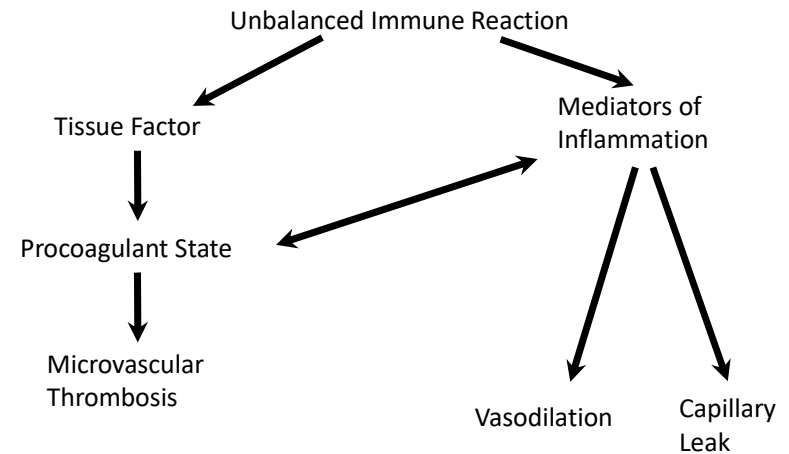 Unbalanced Immune Reaction
Mediators of
Inflammation
Tissue Factor
Procoagulant State
Microvascular
Thrombosis
Vasodilation
Capillary
Leak